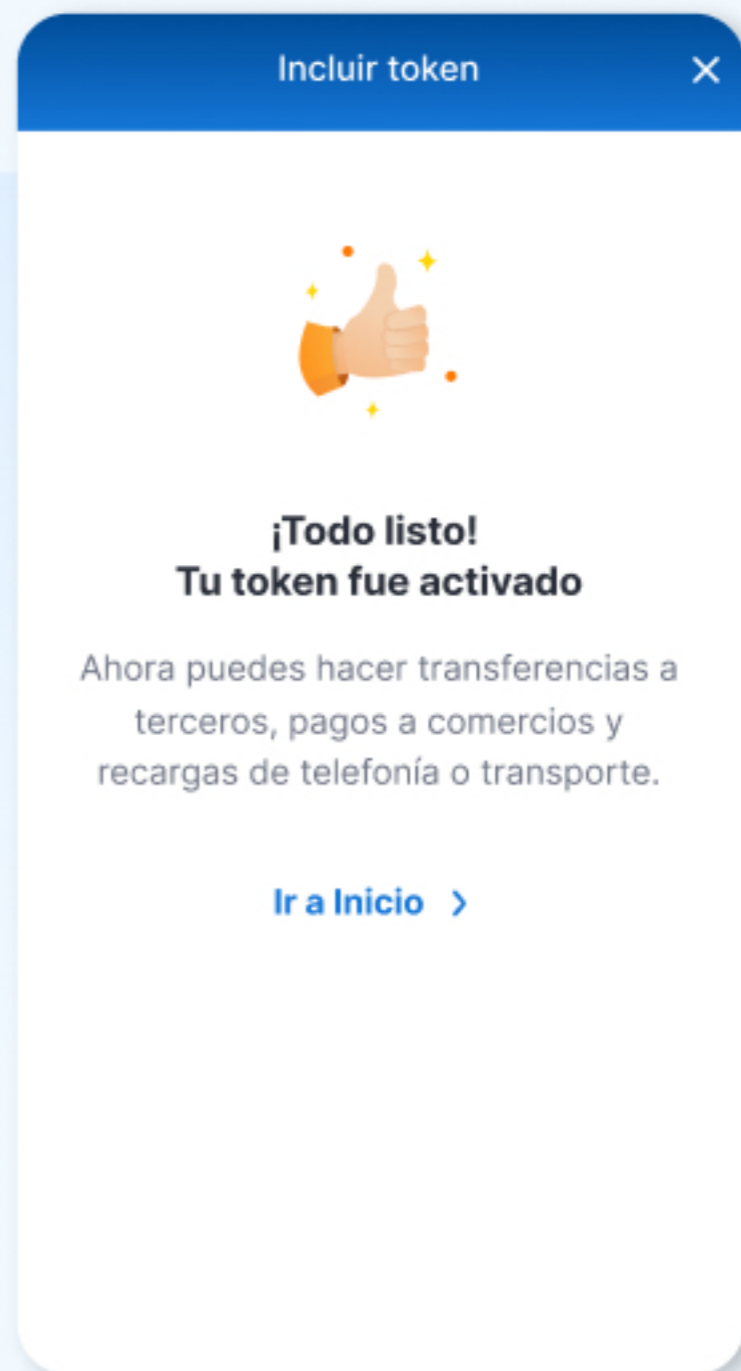 Incluir token
¡Todo listo!
Tu token fue activado
Ahora puedes hacer transferencias a
terceros, pagos a comercios y
recargas de telefonía o transporte.
Ir a Inicio